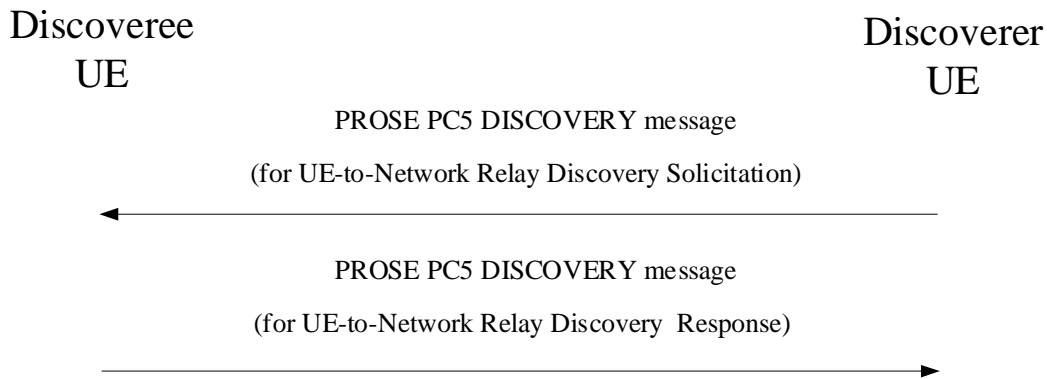 Discoveree
UE
Discoverer
UE
PROSE PC5 DISCOVERY message
(for UE-to-Network Relay Discovery Solicitation)
PROSE PC5 DISCOVERY message
(for UE-to-Network Relay Discovery  Response)